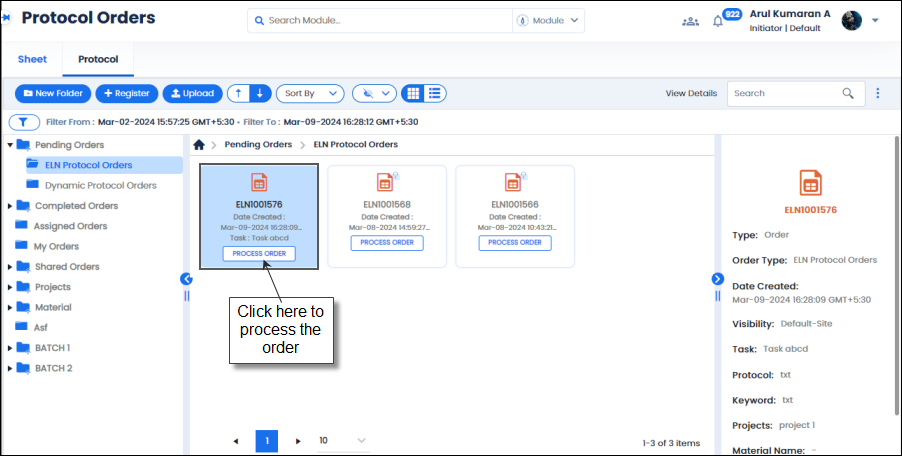 Protocol Orders
Search Module...
Module
922
Arul Kumaran A
Initiator | Default
Sheet
Protocol
New Folder
Register
Upload
Sort By
View Details
Search
Filter From : Mar-02-2024 15:57:25 GMT+5:30 • Filter To : Mar-09-2024 16:28:12 GMT+5:30
Pending Orders
ELN Protocol Orders
Dynamic Protocol Orders
Completed Orders
Assigned Orders
My Orders
Shared Orders
Projects
Material
Asf
BATCH 1
BATCH 2
Pending Orders
ELN Protocol Orders
ELN1001576
Date Created :
Mar-09-2024 16:28:09...
Task : Task abcd
PROCESS ORDER
ELN1001568
Date Created :
Mar-08-2024 14:59:27...
PROCESS ORDER
ELN1001566
Date Created :
Mar-08-2024 10:43:21...
PROCESS ORDER
Click here to
process the
order
1
10
1-3 of 3 items
ELN1001576
Type: Order
Order Type: ELN Protocol Orders
Date Created:
Mar-09-2024 16:28:09 GMT+5:30
Visibility: Default-Site
Task: Task abcd
Protocol: txt
Keyword: txt
Projects: project 1
Material Name: -